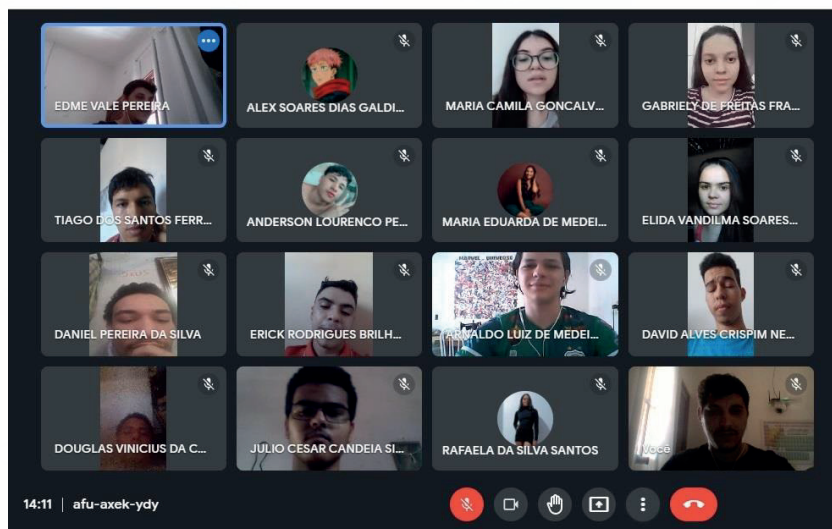 EDME VALE PEREIRA
ALEX SOARES DIAS GALDI...
MARIA CAMILA GONCALV...
GABRIELY DE FREITAS FRA...
TIAGO DOS SANTOS FERR...
ANDERSON LOURENCO PE...
MARIA EDUARDA DE MEDEI...
ELIDA VANDILMA SOARES...
MARVEL UNIVERSE
DANIEL PEREIRA DA SILVA
ERICK RODRIGUES BRILH...
ARNALDO LUIZ DE MEDEI...
DAVID ALVES CRISPIM NE...
DOUGLAS VINICIUS DA C...
JULIO CESAR CANDEIA SI...
RAFAELA DA SILVA SANTOS
Você
14:11 | afu-axek-ydy